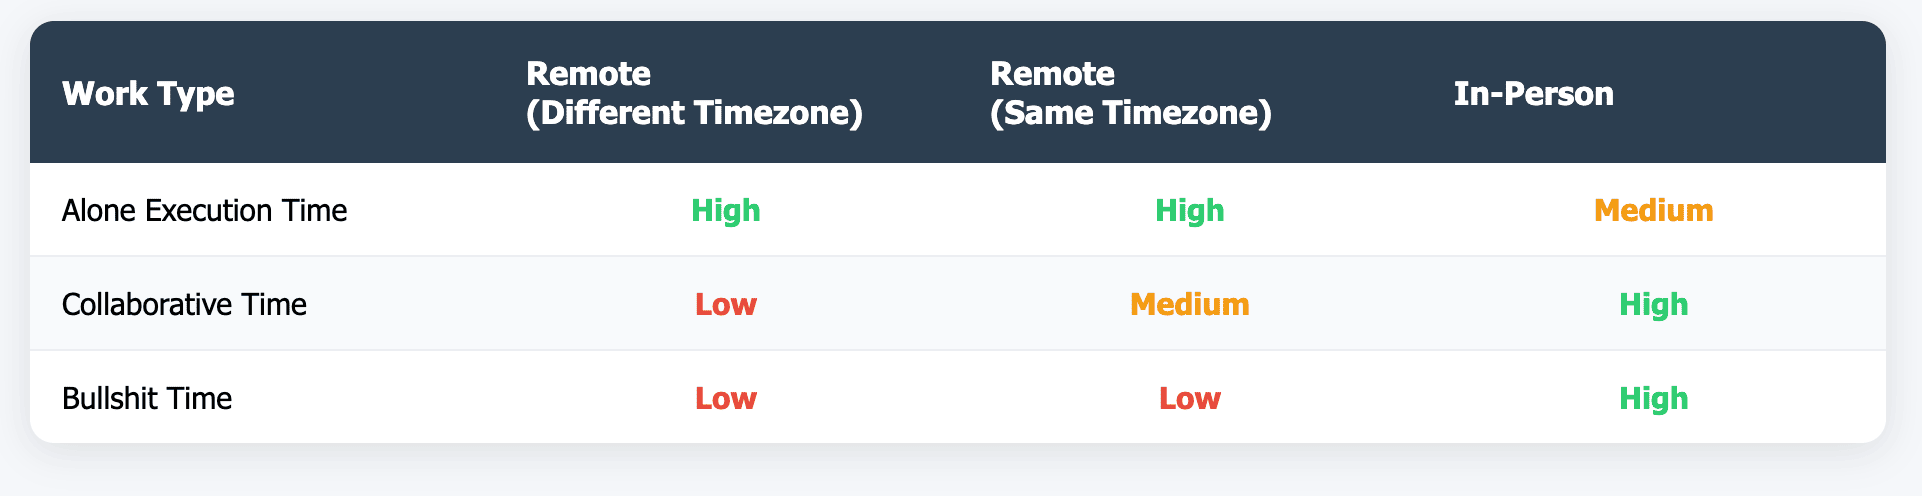 Work Type
Remote
(Different Timezone)
Remote
(Same Timezone)
In-Person
Alone Execution Time High High Medium
Collaborative Time Low Medium High
Bullshit Time Low Low High